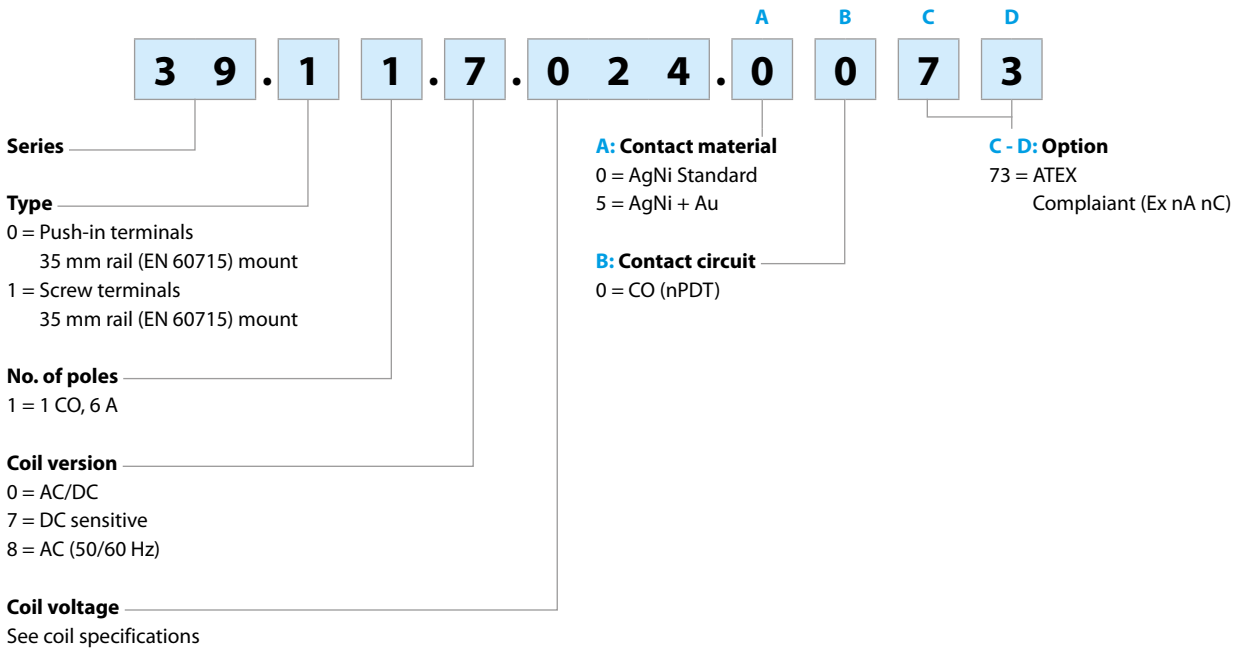 A B C D
3 9 . 1 1 . 7 . 0 2 4 . 0 0 7 3
Series
Type
0 = Push-in terminals
35 mm rail (EN 60715) mount
1 = Screw terminals
35 mm rail (EN 60715) mount
No. of poles
1 = 1 CO, 6 A
Coil version
0 = AC/DC
7 = DC sensitive
8 = AC (50/60 Hz)
Coil voltage
See coil specifications
A: Contact material
0 = AgNi Standard
5 = AgNi + Au
B: Contact circuit
0 = CO (nPDT)
C - D: Option
73 = ATEX
Complaiant (Ex nA nC)